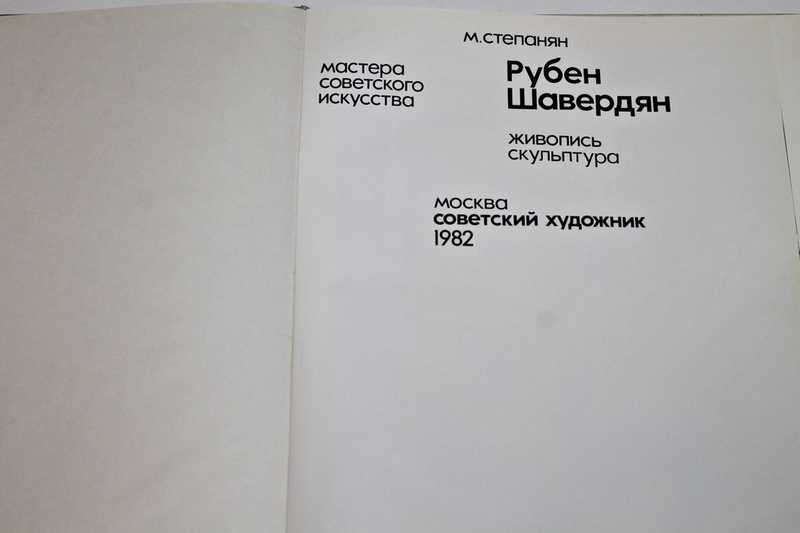 м.степанян
мастера
советского
искусства
Рубен
Шавердян
живопись
скульптура
москва
советский художник
1982